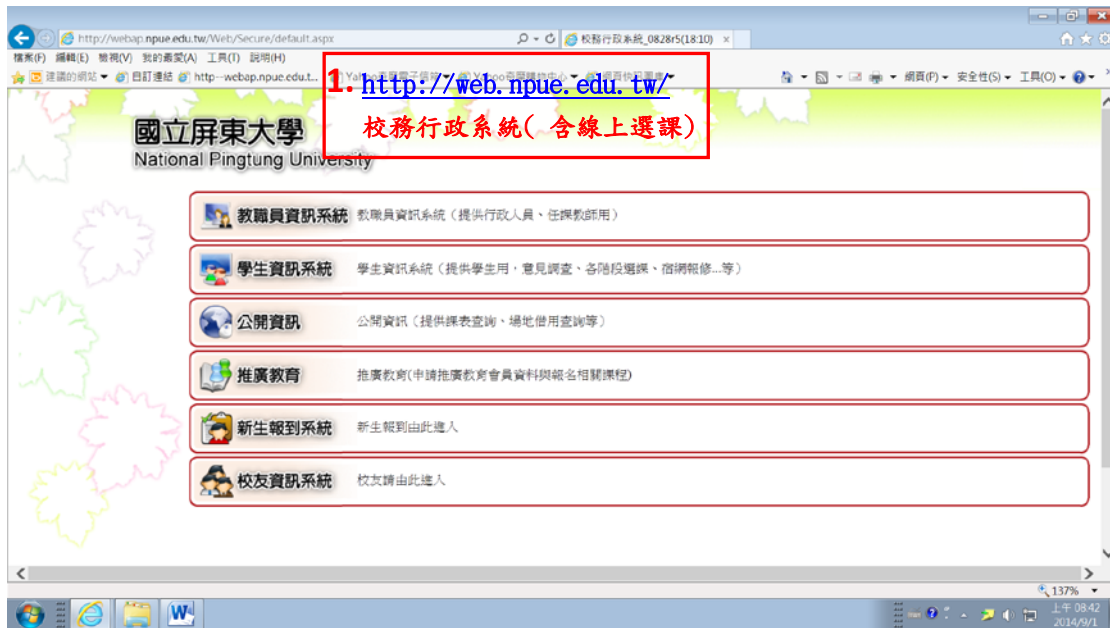 http://webap.npue.edu.tw/Web/Secure/default.aspx
校務行政系統_0828r5(18:10)
檔案(F) 編輯(E) 檢視(V) 我的最愛(A) 工具(T) 說明(H)
建議的網站 自訂連結 http--webap.npue.edu.t...
網頁(P) 安全性(S) 工具(O)
1. http://web.npue.edu.tw/
校務行政系統( 含線上選課)
國立屏東大學
National Pingtung University
教職員資訊系統 教職員資訊系統（提供行政人員、任課教師用）
學生資訊系統 學生資訊系統（提供學生用，意見調查、各階段選課、宿網報修...等）
公開資訊 公開資訊（提供課表查詢、場地借用查詢等）
推廣教育 推廣教育(申請推廣教育會員資料與報名相關課程)
新生報到系統 新生報到由此進入
校友資訊系統 校友請由此進入
137%
上午 08:42
2014/9/1